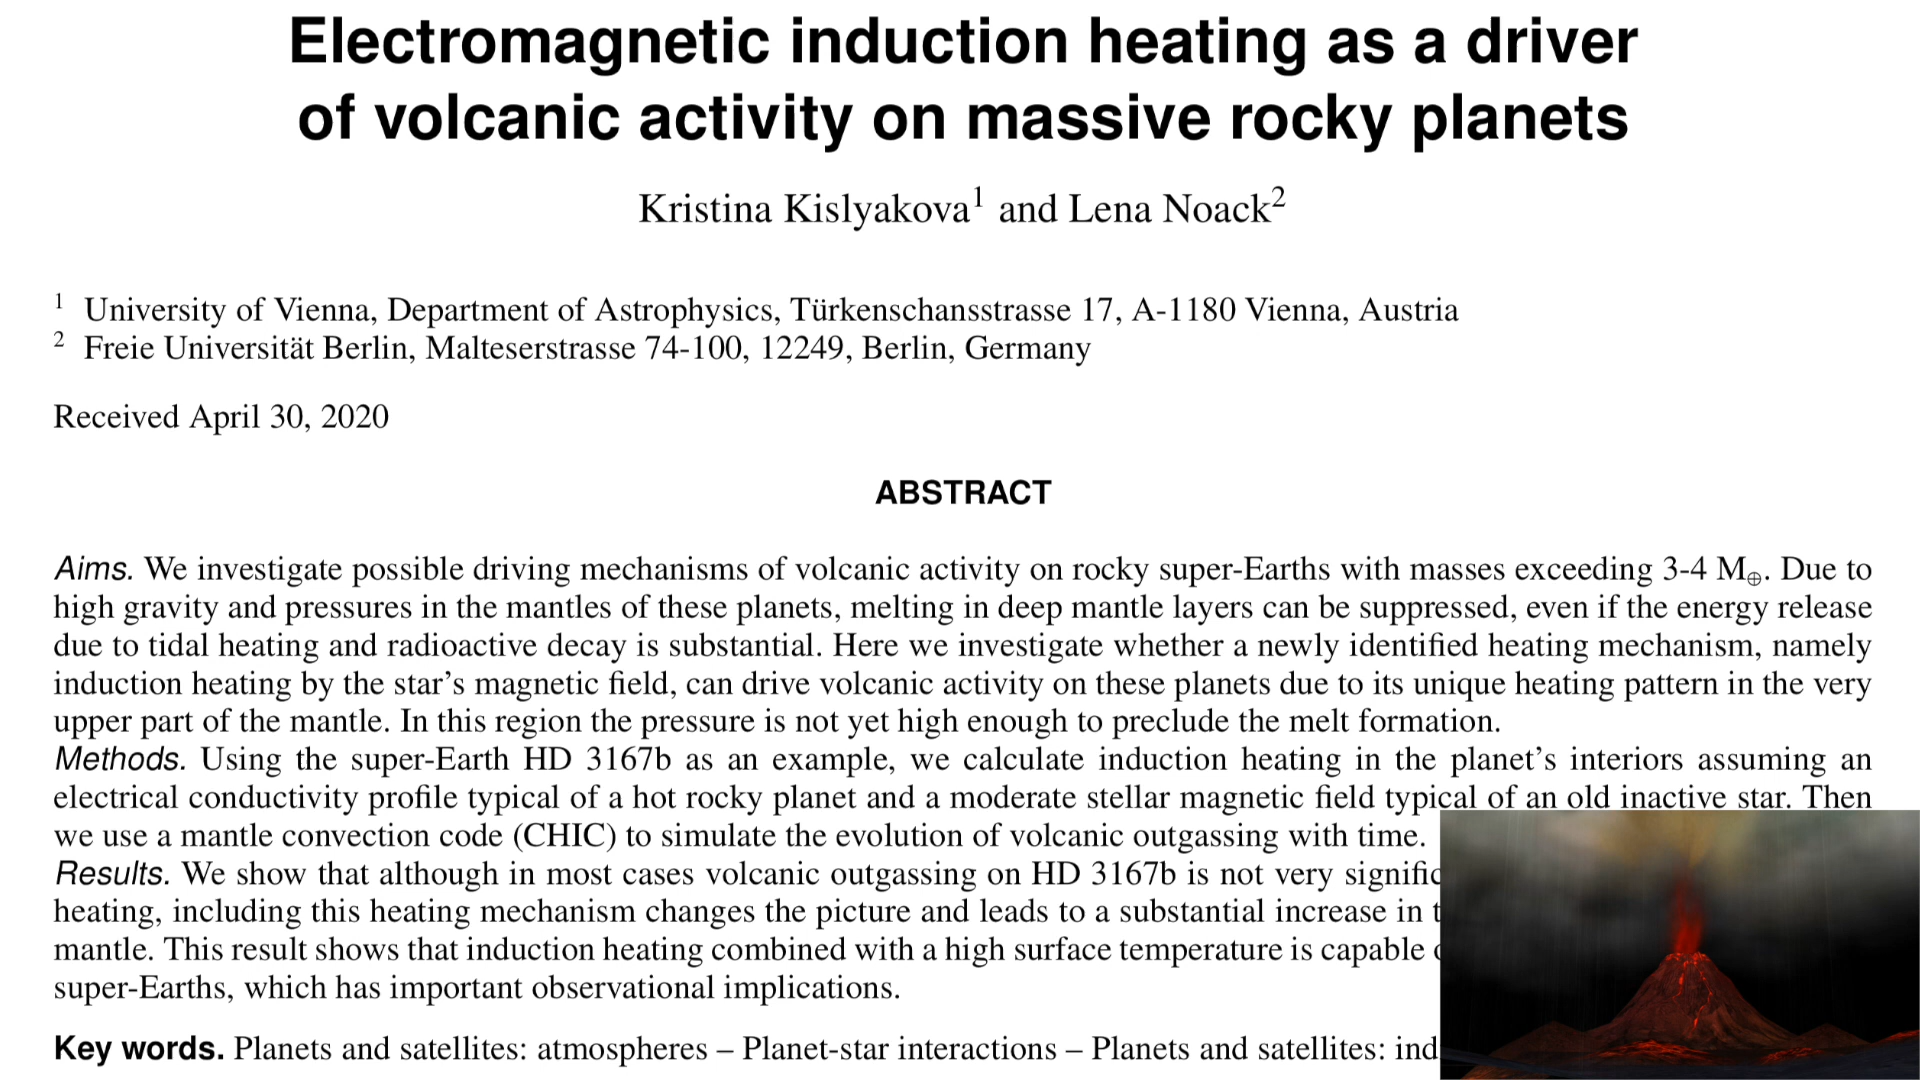 Electromagnetic induction heating as a driver
of volcanic activity on massive rocky planets
Kristina Kislyakova1 and Lena Noack2
1 University of Vienna, Department of Astrophysics, Türkenschansstrasse 17, A-1180 Vienna, Austria
2 Freie Universität Berlin, Malteserstrasse 74-100, 12249, Berlin, Germany
Received April 30, 2020
ABSTRACT
Aims. We investigate possible driving mechanisms of volcanic activity on rocky super-Earths with masses exceeding 3-4 M⊕. Due to
high gravity and pressures in the mantles of these planets, melting in deep mantle layers can be suppressed, even if the energy release
due to tidal heating and radioactive decay is substantial. Here we investigate whether a newly identified heating mechanism, namely
induction heating by the star's magnetic field, can drive volcanic activity on these planets due to its unique heating pattern in the very
upper part of the mantle. In this region the pressure is not yet high enough to preclude the melt formation.
Methods. Using the super-Earth HD 3167b as an example, we calculate induction heating in the planet's interiors assuming an
electrical conductivity profile typical of a hot rocky planet and a moderate stellar magnetic field typical of an old inactive star. Then
we use a mantle convection code (CHIC) to simulate the evolution of volcanic outgassing with time.
Results. We show that although in most cases volcanic outgassing on HD 3167b is not very signific
heating, including this heating mechanism changes the picture and leads to a substantial increase in t
mantle. This result shows that induction heating combined with a high surface temperature is capable
super-Earths, which has important observational implications.
Key words. Planets and satellites: atmospheres – Planet-star interactions – Planets and satellites: ind